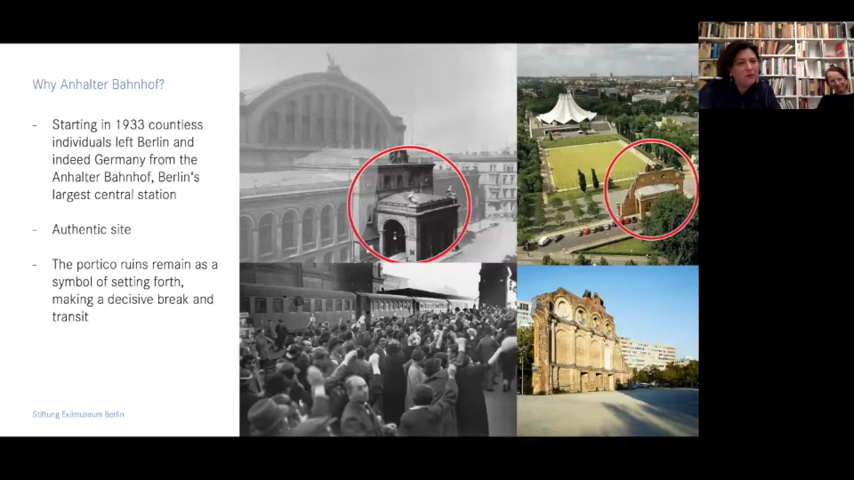 Why Anhalter Bahnhof?
- Starting in 1933 countless
individuals left Berlin and
indeed Germany from the
Anhalter Bahnhof, Berlin's
largest central station
- Authentic site
- The portico ruins remain as a
symbol of setting forth,
making a decisive break and
transit
Stiftung Exilmuseum Berlin